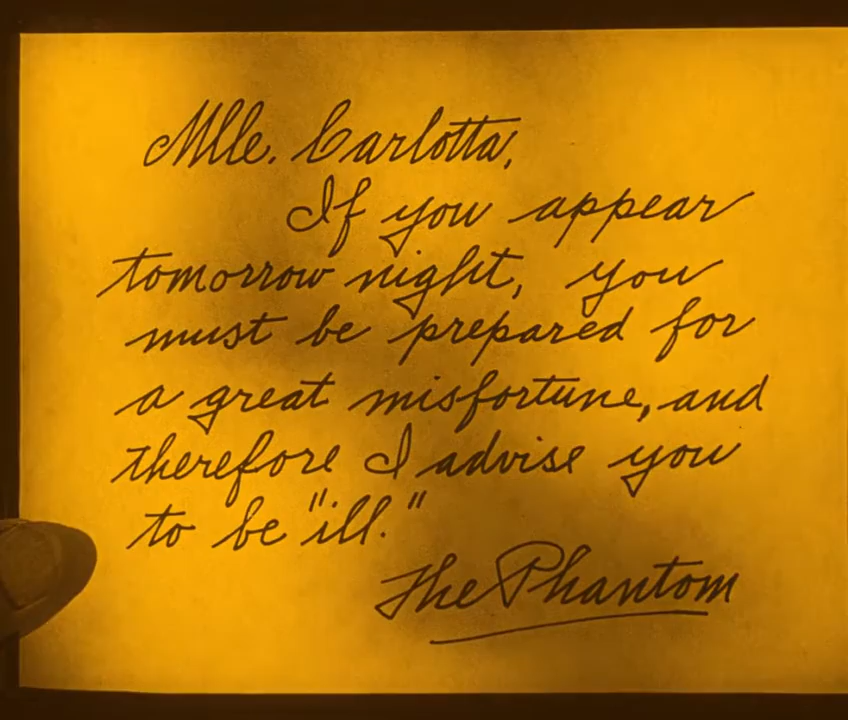 Mlle. Carlotta,
If you appear
tomorrow night, you
must be prepared for
a great misfortune, and
therefore I advise you
to be "ill."
The Phantom